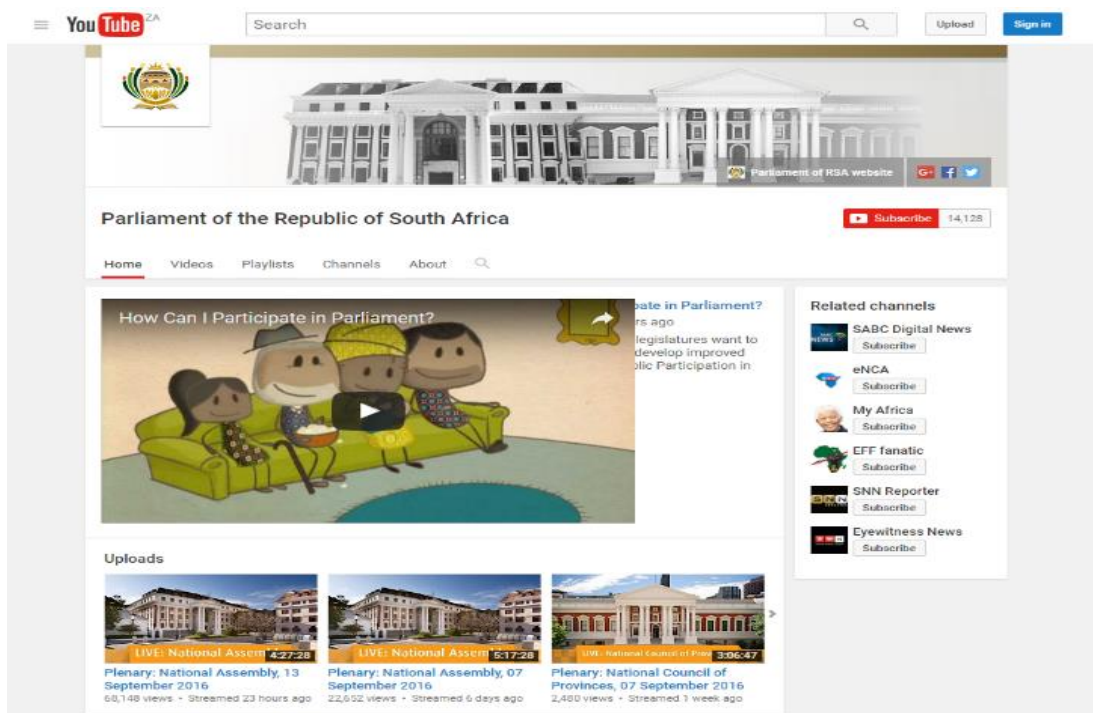 You Tube ZA
Search
Upload
Sign in
Parliament of RSA website
G+ f
Parliament of the Republic of South Africa
Subscribe 14,128
Home Videos Playlists Channels About
How Can I Participate in Parliament?
pate in Parliament?
rs ago
legislatures want to
develop improved
blic Participation in
Related channels
SABC Digital News
Subscribe
eNCA
Subscribe
My Africa
Subscribe
EFF fanatic
Subscribe
SNN Reporter
Subscribe
Eyewitness News
Subscribe
Uploads
LIVE: National Assem 4:27:28
LIVE: National Assem 5:17:28
LIVE: National Council of Prov 3:06:47
Plenary: National Assembly, 13
September 2016
68,148 views • Streamed 23 hours ago
Plenary: National Assembly, 07
September 2016
22,652 views • Streamed 6 days ago
Plenary: National Council of
Provinces, 07 September 2016
2,480 views • Streamed 1 week ago